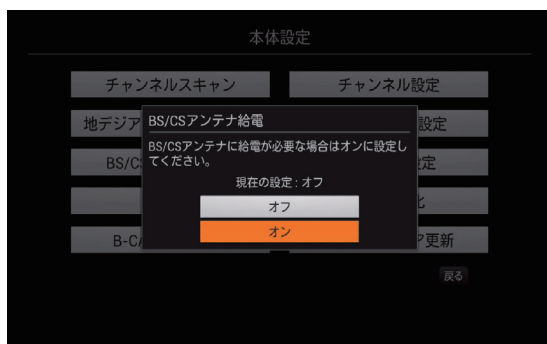 本体設定
チャンネルスキャン
チャンネル設定
地デジア
設定
BS/CSアンテナ給電
BS/CSアンテナに給電が必要な場合はオンに設定し
てください。
現在の設定 : オフ
オフ
オン
BS/C
定
化
B-CA
ア更新
戻る